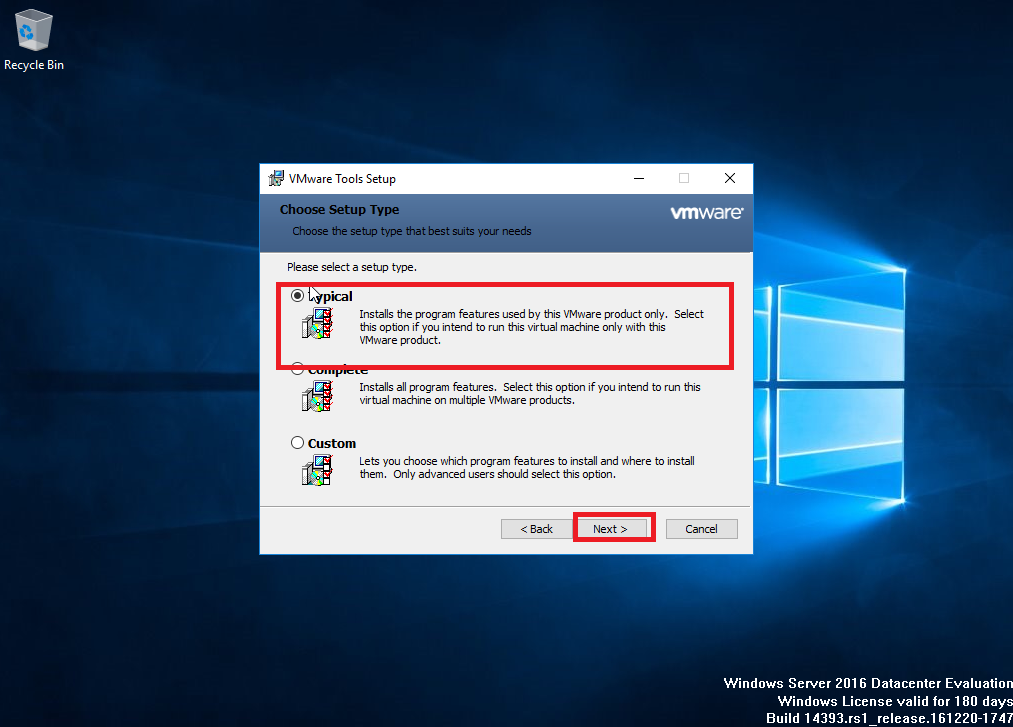 Recycle Bin
VMware Tools Setup
Choose Setup Type
vmware
Choose the setup type that best suits your needs
Please select a setup type.
Typical
Installs the program features used by this VMware product only. Select
this option if you intend to run this virtual machine only with this
VMware product.
Complete
Installs all program features. Select this option if you intend to run this
virtual machine on multiple VMware products.
Custom
Lets you choose which program features to install and where to install
them. Only advanced users should select this option.
< Back Next > Cancel
Windows Server 2016 Datacenter Evaluation
Windows License valid for 180 days
Build 14393.rs1_release.161220-1747